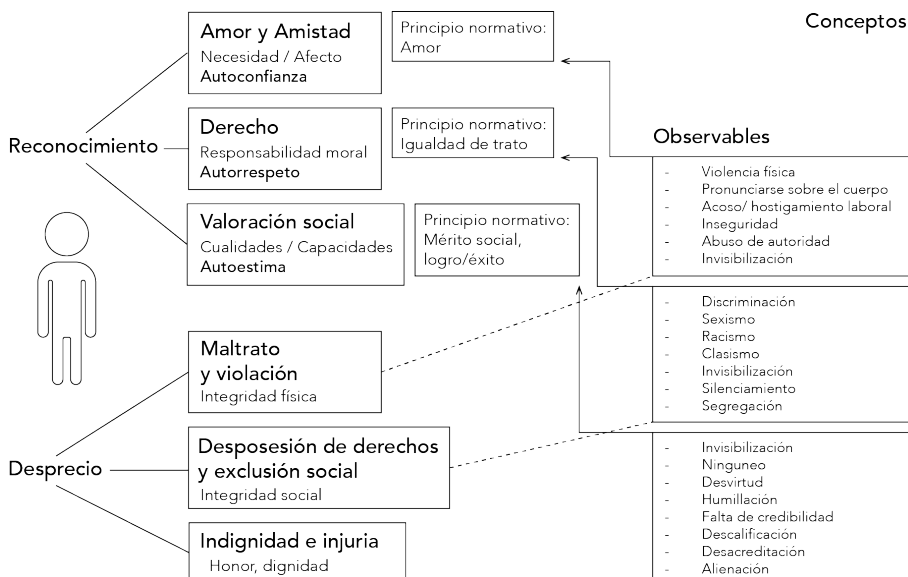 Conceptos
Reconocimiento
Amor y Amistad
Necesidad / Afecto
Autoconfianza
Principio normativo:
Amor
Derecho
Responsabilidad moral
Autorrespeto
Principio normativo:
Igualdad de trato
Valoración social
Cualidades / Capacidades
Autoestima
Principio normativo:
Mérito social,
logro/éxito
Desprecio
Maltrato
y violación
Integridad física
Desposesión de derechos
y exclusión social
Integridad social
Indignidad e injuria
Honor, dignidad
Observables
- Violencia física
- Pronunciarse sobre el cuerpo
- Acoso/ hostigamiento laboral
- Inseguridad
- Abuso de autoridad
- Invisibilización
- Discriminación
- Sexismo
- Racismo
- Clasismo
- Invisibilización
- Silenciamiento
- Segregación
- Invisibilización
- Ninguneo
- Desvirtud
- Humillación
- Falta de credibilidad
- Descalificación
- Desacreditación
- Alienación